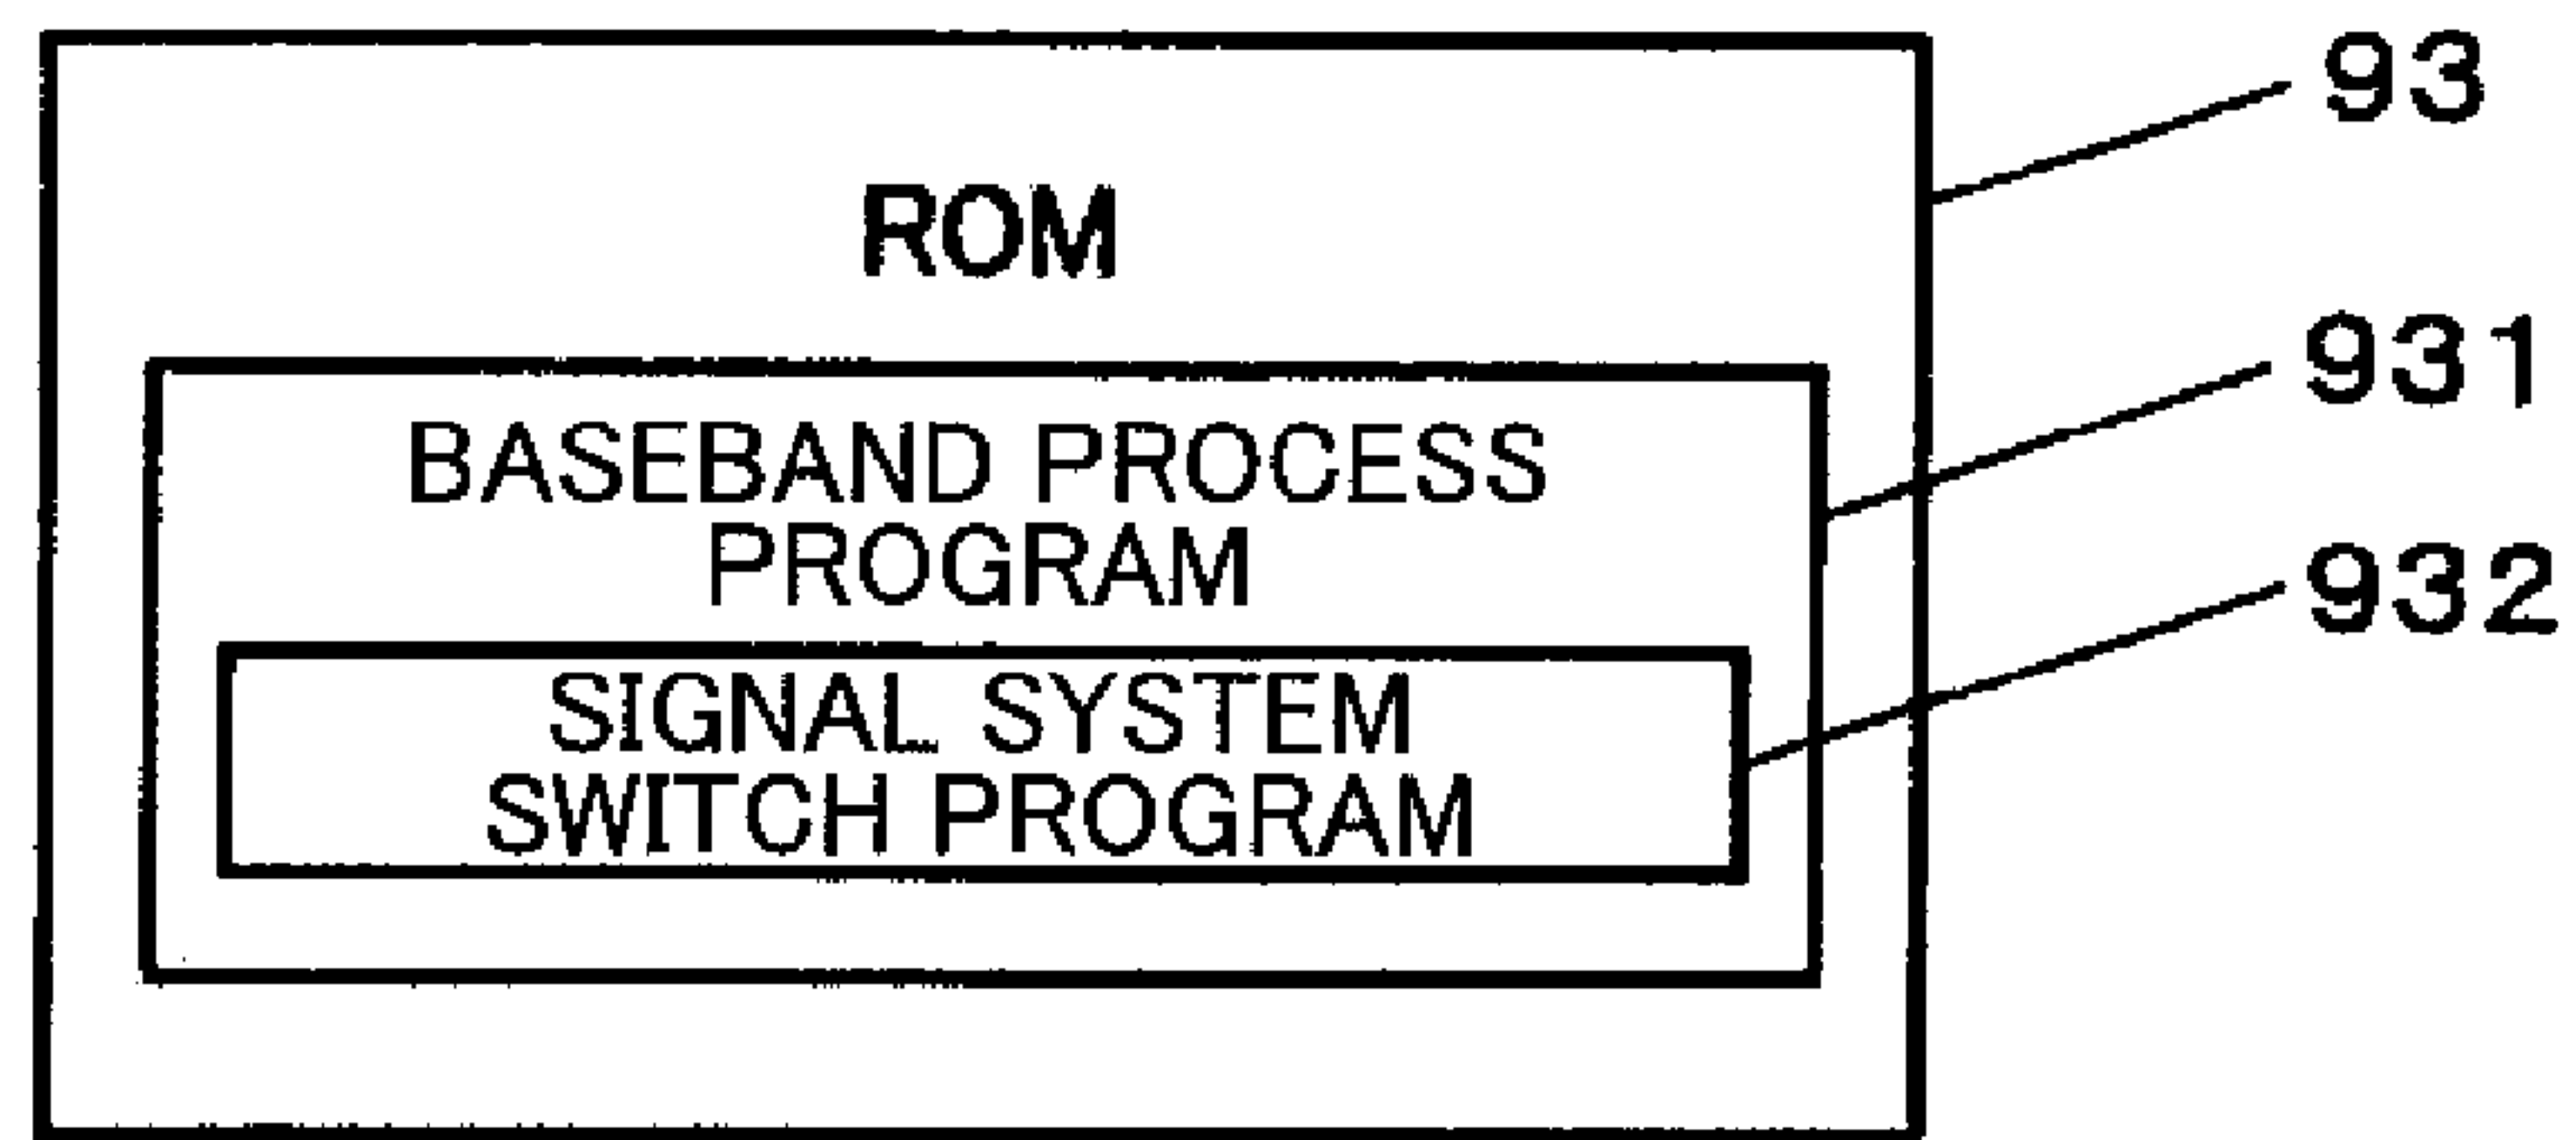 93
ROM
931
BASEBAND PROCESS
PROGRAM
932
SIGNAL SYSTEM
SWITCH PROGRAM